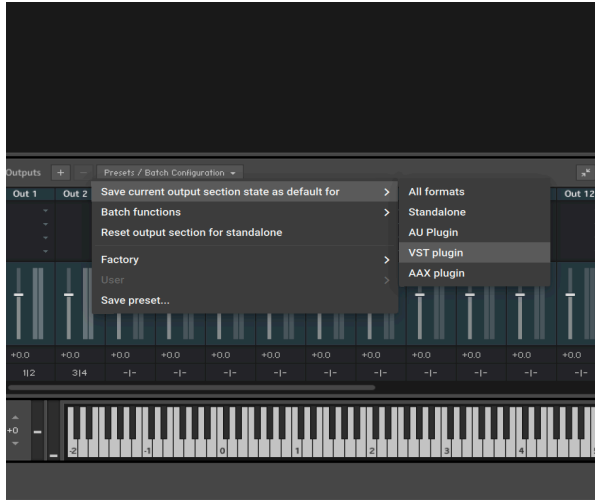 Outputs + − Presets / Batch Configuration
Out 1 Out 2 Out 12
Save current output section state as default for
Batch functions
Reset output section for standalone
Factory
User
Save preset...
All formats
Standalone
AU Plugin
VST plugin
AAX plugin
+0.0 +0.0 +0.0 +0.0 +0.0 +0.0 +0.0 +0.0 +0.0 +0.0 +0.0 +0.0
1|2 3|4 -|- -|- -|- -|- -|- -|- -|- -|- -|- -|-
+0
-2 -1 0 1 2 3 4